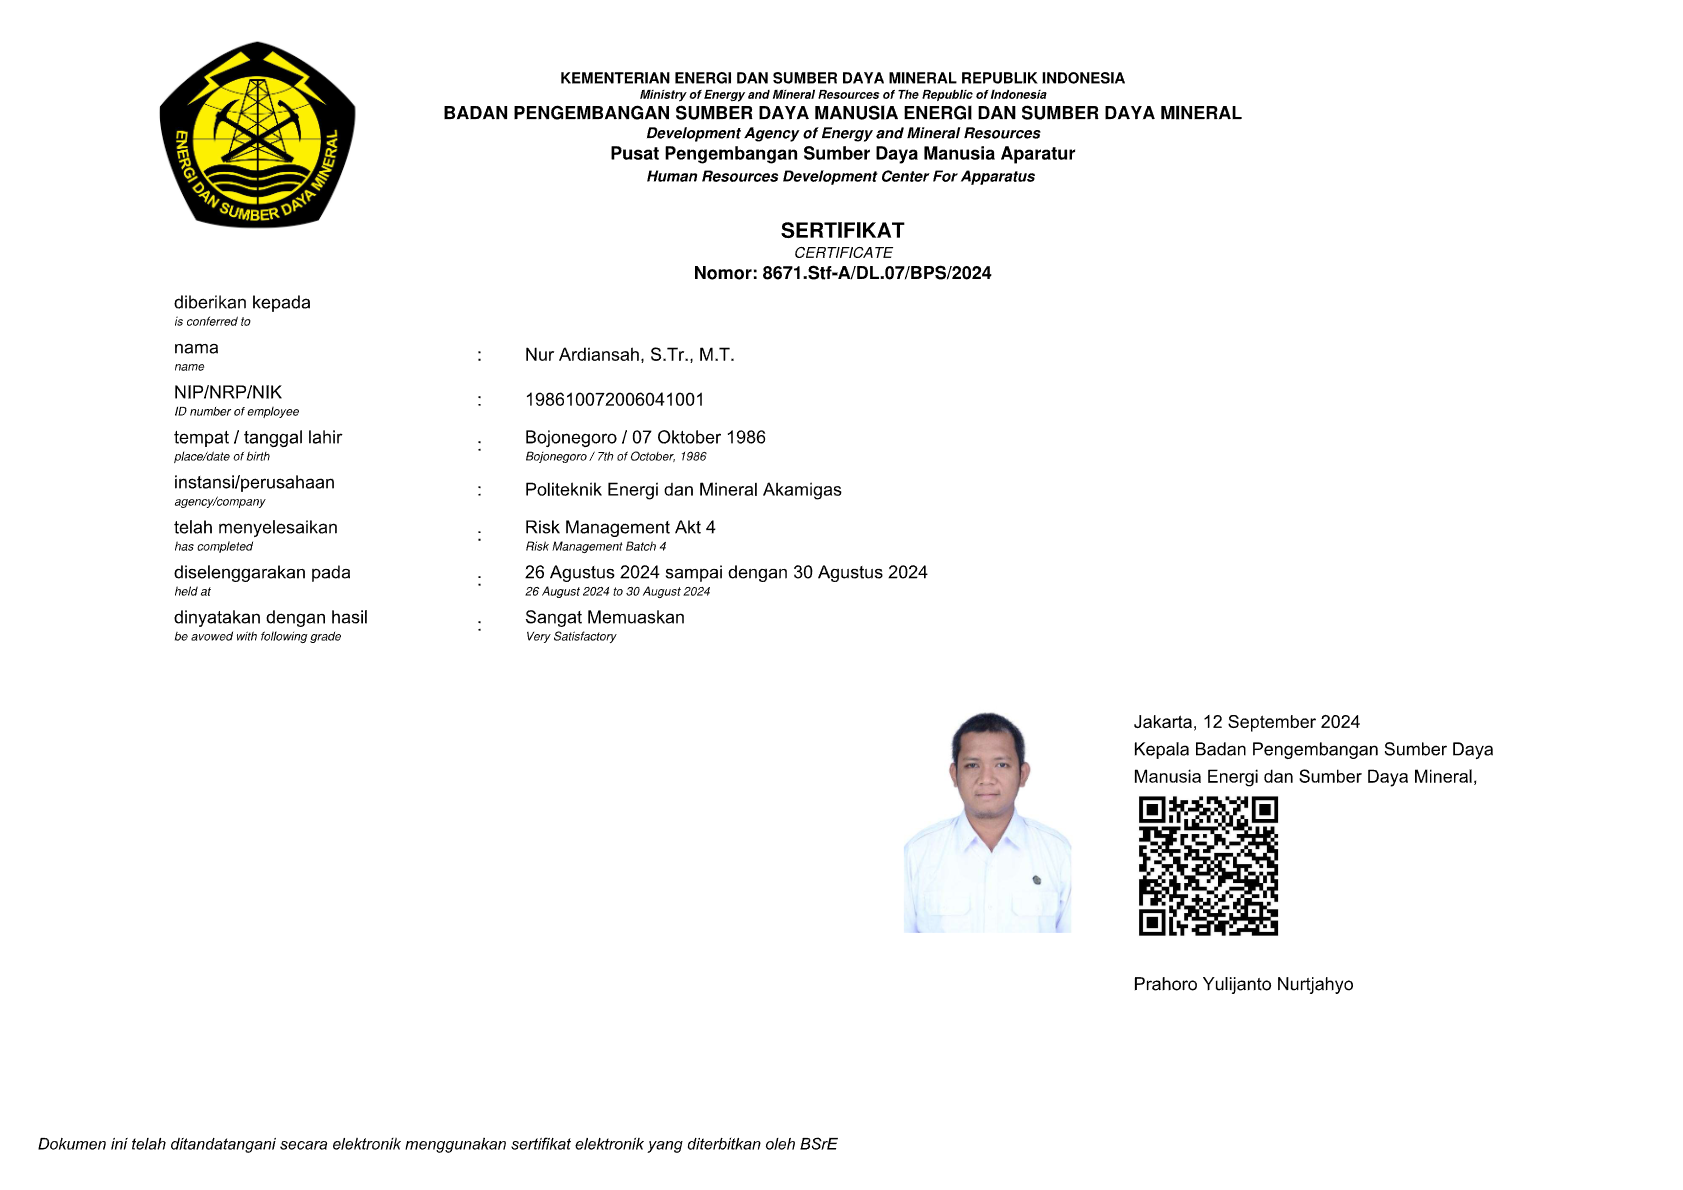 ENERGI DAN SUMBER DAYA MINERAL
KEMENTERIAN ENERGI DAN SUMBER DAYA MINERAL REPUBLIK INDONESIA
Ministry of Energy and Mineral Resources of The Republic of Indonesia
BADAN PENGEMBANGAN SUMBER DAYA MANUSIA ENERGI DAN SUMBER DAYA MINERAL
Development Agency of Energy and Mineral Resources
Pusat Pengembangan Sumber Daya Manusia Aparatur
Human Resources Development Center For Apparatus
SERTIFIKAT
CERTIFICATE
Nomor: 8671.Stf-A/DL.07/BPS/2024
diberikan kepada
is conferred to
nama : Nur Ardiansah, S.Tr., M.T.
name
NIP/NRP/NIK : 198610072006041001
ID number of employee
tempat / tanggal lahir : Bojonegoro / 07 Oktober 1986
place/date of birth Bojonegoro / 7th of October, 1986
instansi/perusahaan : Politeknik Energi dan Mineral Akamigas
agency/company
telah menyelesaikan : Risk Management Akt 4
has completed Risk Management Batch 4
diselenggarakan pada : 26 Agustus 2024 sampai dengan 30 Agustus 2024
held at 26 August 2024 to 30 August 2024
dinyatakan dengan hasil : Sangat Memuaskan
be avowed with following grade Very Satisfactory
Jakarta, 12 September 2024
Kepala Badan Pengembangan Sumber Daya
Manusia Energi dan Sumber Daya Mineral,
Prahoro Yulijanto Nurtjahyo
Dokumen ini telah ditandatangani secara elektronik menggunakan sertifikat elektronik yang diterbitkan oleh BSrE